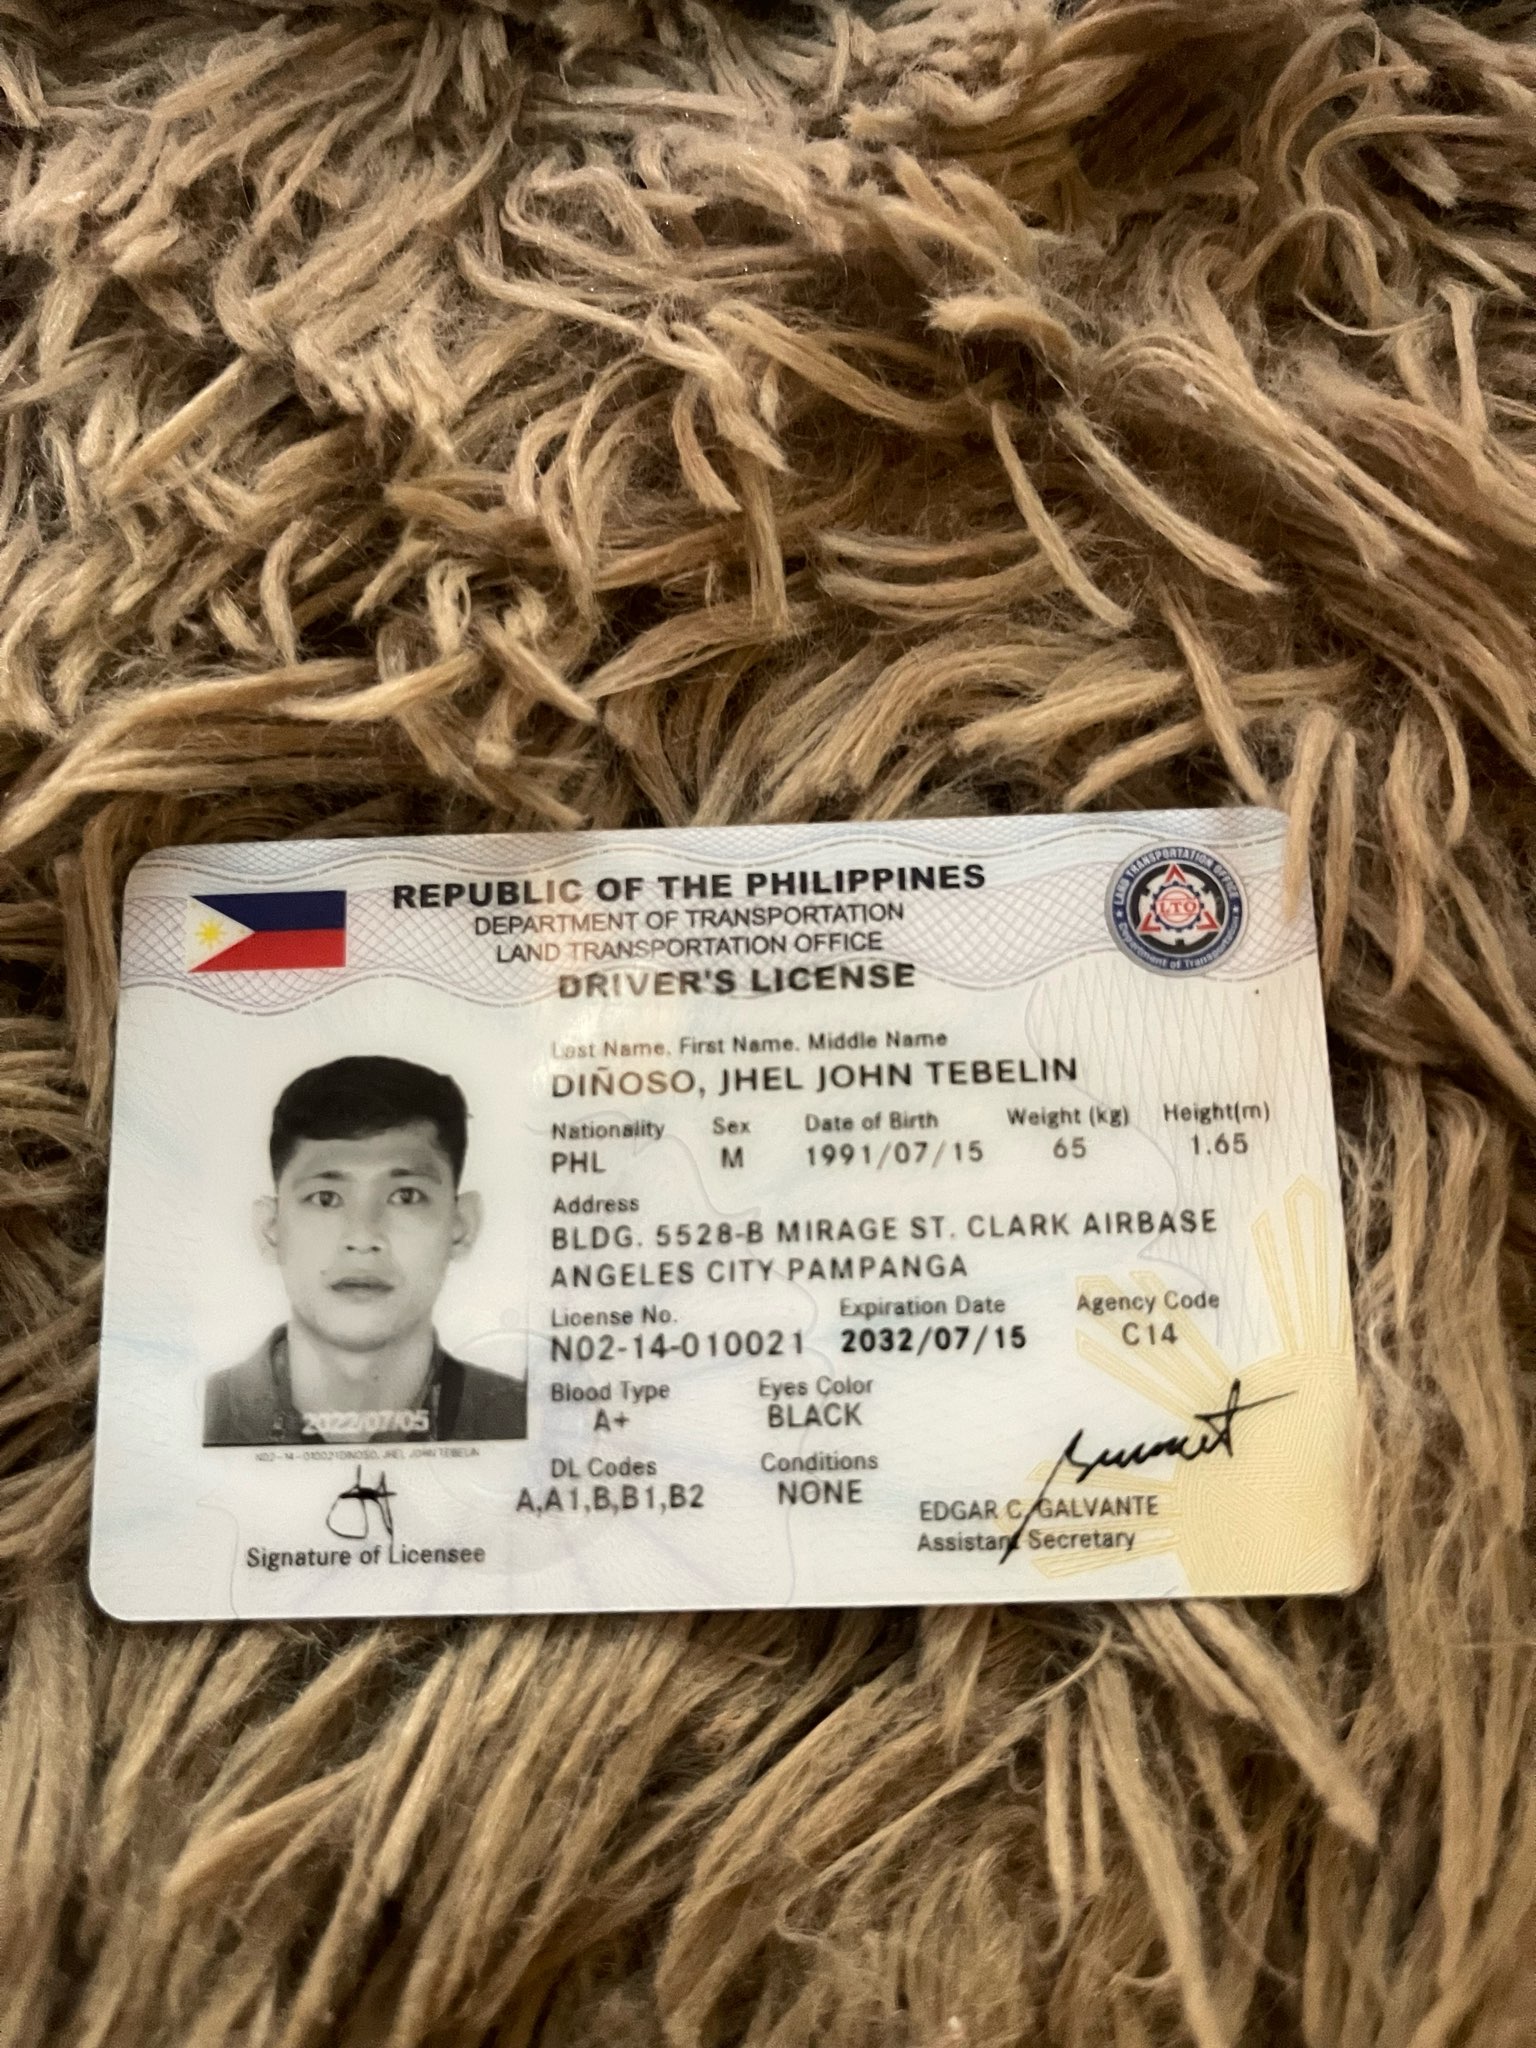 REPUBLIC OF THE PHILIPPINES
DEPARTMENT OF TRANSPORTATION
LAND TRANSPORTATION OFFICE
DRIVER'S LICENSE
LAND TRANSPORTATION OFFICE
LTO
Department of Transportation
Last Name, First Name, Middle Name
DIÑOSO, JHEL JOHN TEBELIN
Nationality Sex Date of Birth Weight (kg) Height(m)
PHL M 1991/07/15 65 1.65
Address
BLDG. 5528-B MIRAGE ST. CLARK AIRBASE
ANGELES CITY PAMPANGA
License No. Expiration Date Agency Code
N02-14-010021 2032/07/15 C14
Blood Type Eyes Color
A+ BLACK
DL Codes Conditions
A,A1,B,B1,B2 NONE
2022/07/05
N02-14-010021DINOSO, JHEL JOHN TEBELIN
Signature of Licensee
EDGAR C. GALVANTE
Assistant Secretary